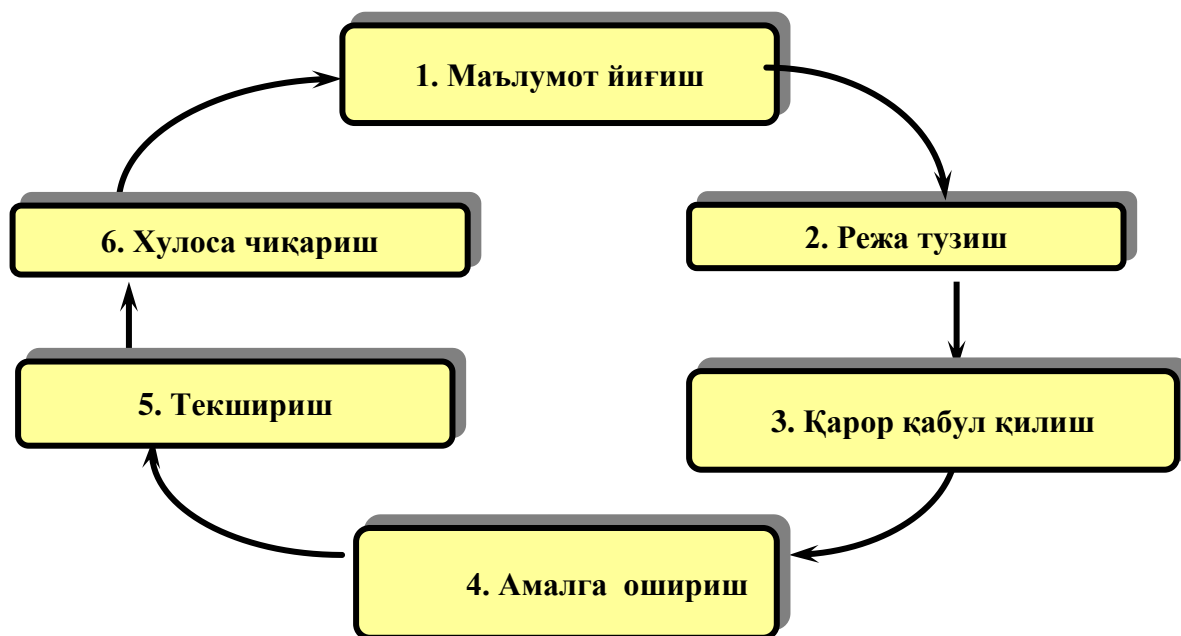 1. Маълумот йиғиш
2. Режа тузиш
3. Қарор қабул қилиш
4. Амалга  ошириш
5. Текшириш
6. Хулоса чиқариш